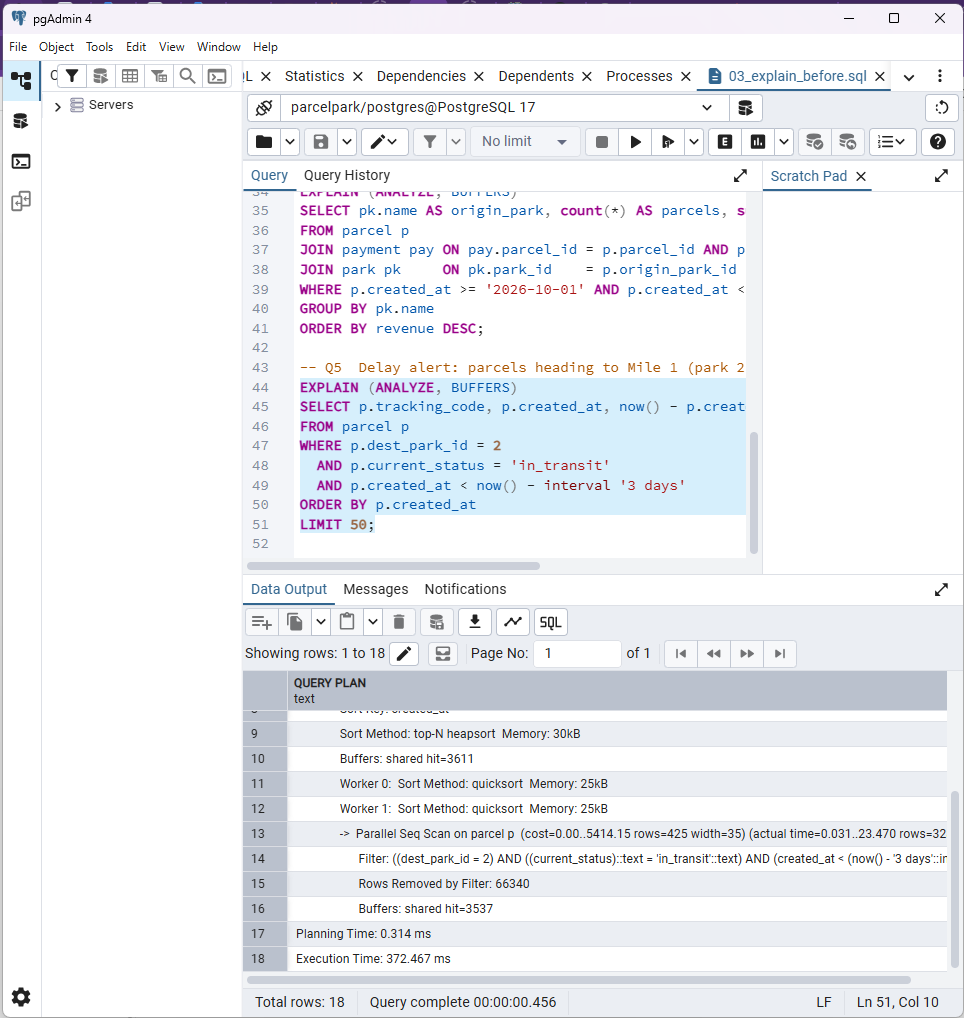 pgAdmin 4
File Object Tools Edit View Window Help
Statistics Dependencies Dependents Processes 03_explain_before.sql
Servers
parcelpark/postgres@PostgreSQL 17
No limit
E
Query Query History
Scratch Pad
34 EXPLAIN (ANALYZE, BUFFERS)
35 SELECT pk.name AS origin_park, count(*) AS parcels, s
36 FROM parcel p
37 JOIN payment pay ON pay.parcel_id = p.parcel_id AND p
38 JOIN park pk ON pk.park_id = p.origin_park_id
39 WHERE p.created_at >= '2026-10-01' AND p.created_at <
40 GROUP BY pk.name
41 ORDER BY revenue DESC;
42
43 -- Q5 Delay alert: parcels heading to Mile 1 (park 2
44 EXPLAIN (ANALYZE, BUFFERS)
45 SELECT p.tracking_code, p.created_at, now() - p.creat
46 FROM parcel p
47 WHERE p.dest_park_id = 2
48 AND p.current_status = 'in_transit'
49 AND p.created_at < now() - interval '3 days'
50 ORDER BY p.created_at
51 LIMIT 50;
52
Data Output Messages Notifications
SQL
Showing rows: 1 to 18 Page No: 1 of 1
QUERY PLAN
text
8 Sort Key: created_at
9 Sort Method: top-N heapsort Memory: 30kB
10 Buffers: shared hit=3611
11 Worker 0: Sort Method: quicksort Memory: 25kB
12 Worker 1: Sort Method: quicksort Memory: 25kB
13 -> Parallel Seq Scan on parcel p (cost=0.00..5414.15 rows=425 width=35) (actual time=0.031..23.470 rows=32
14 Filter: ((dest_park_id = 2) AND ((current_status)::text = 'in_transit'::text) AND (created_at < (now() - '3 days'::in
15 Rows Removed by Filter: 66340
16 Buffers: shared hit=3537
17 Planning Time: 0.314 ms
18 Execution Time: 372.467 ms
Total rows: 18 Query complete 00:00:00.456 LF Ln 51, Col 10